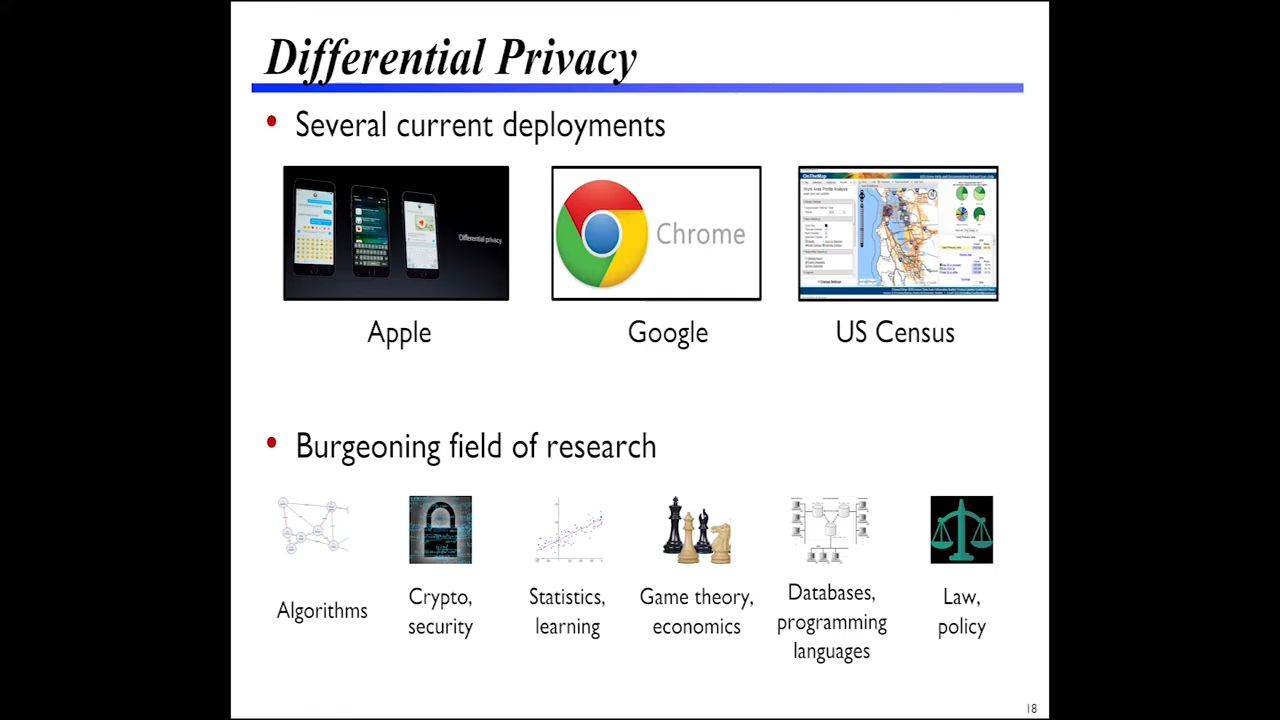 Differential Privacy
Several current deployments
Differential privacy
Chrome
OnTheMap
Apple
Google
US Census
Burgeoning field of research
Algorithms
Crypto,
security
Statistics,
learning
Game theory,
economics
Databases,
programming
languages
Law,
policy
18